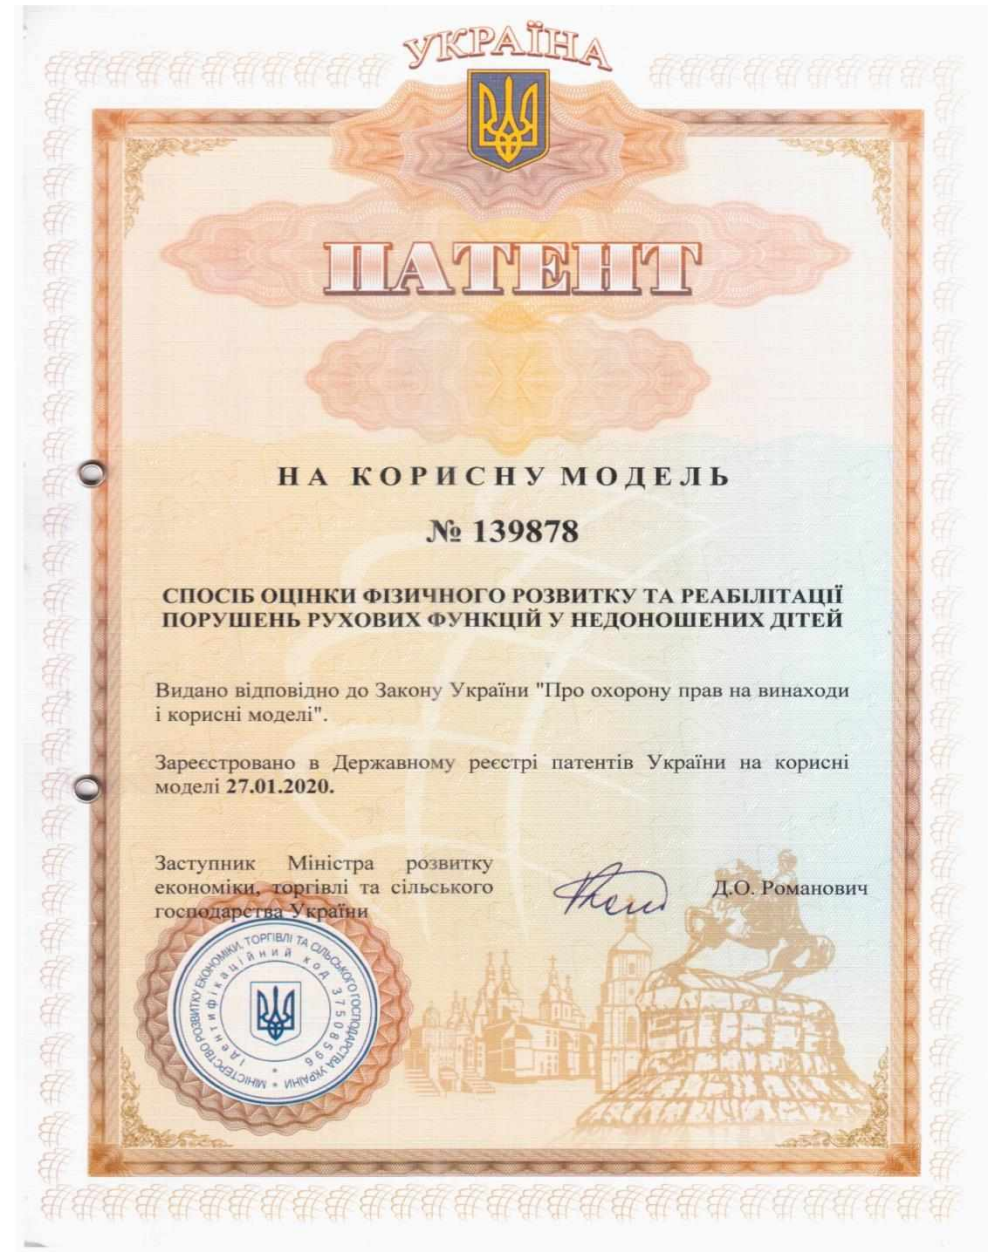 УКРАЇНА
ПАТЕНТ
НА КОРИСНУ МОДЕЛЬ
№ 139878
СПОСІБ ОЦІНКИ ФІЗИЧНОГО РОЗВИТКУ ТА РЕАБІЛІТАЦІЇ
ПОРУШЕНЬ РУХОВИХ ФУНКЦІЙ У НЕДОНОШЕНИХ ДІТЕЙ
Видано відповідно до Закону України "Про охорону прав на винаходи
і корисні моделі".
Зареєстровано в Державному реєстрі патентів України на корисні
моделі 27.01.2020.
Заступник Міністра розвитку
економіки, торгівлі та сільського
господарства України
Д.О. Романович
МІНІСТЕРСТВО РОЗВИТКУ ЕКОНОМІКИ, ТОРГІВЛІ ТА СІЛЬСЬКОГО ГОСПОДАРСТВА УКРАЇНИ *
Ідентифікаційний код 37508596 *